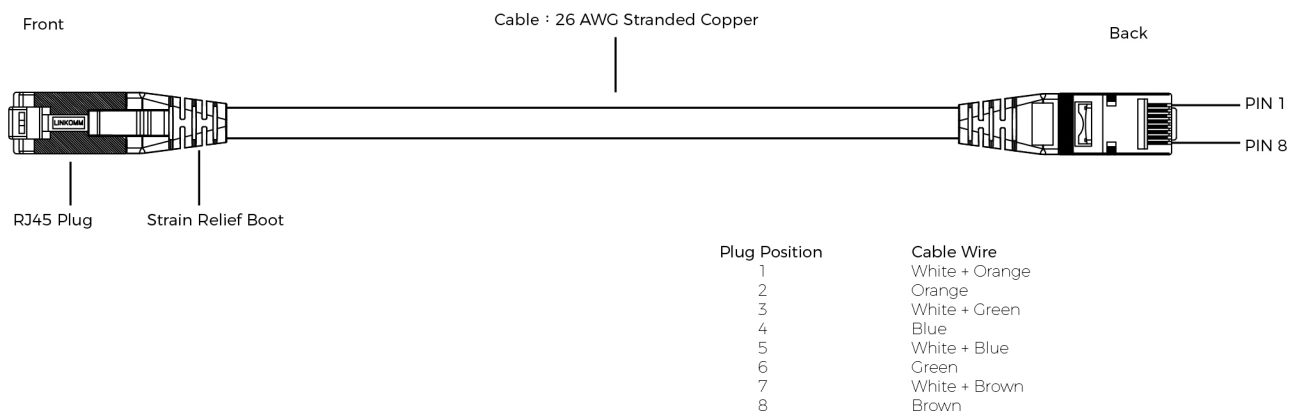 Front
Cable：26 AWG Stranded Copper
Back
LINKOMM
PIN 1
PIN 8
RJ45 Plug
Strain Relief Boot
Plug Position Cable Wire
1 White + Orange
2 Orange
3 White + Green
4 Blue
5 White + Blue
6 Green
7 White + Brown
8 Brown